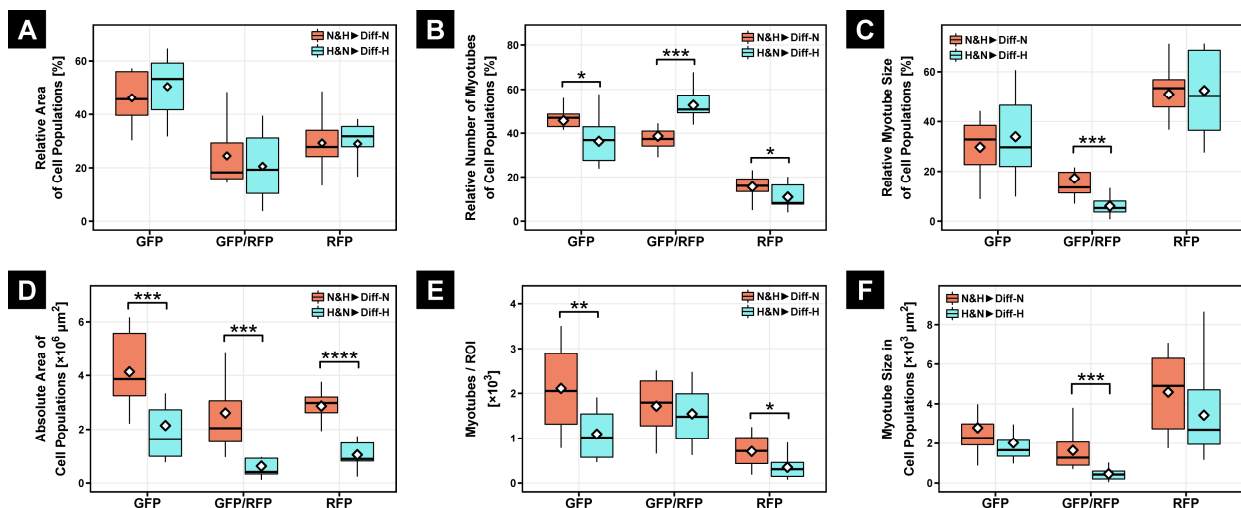 A
Relative Area
of Cell Populations [%]
60
40
20
0
N&H►Diff-N
H&N►Diff-H
GFP
GFP/RFP
RFP
B
Relative Number of Myotubes
of Cell Populations [%]
80
60
40
20
0
N&H►Diff-N
H&N►Diff-H
*
***
*
GFP
GFP/RFP
RFP
C
Relative Myotube Size
of Cell Populations [%]
60
40
20
0
N&H►Diff-N
H&N►Diff-H
***
GFP
GFP/RFP
RFP
D
Absolute Area of
Cell Populations [×10⁶ μm²]
6
4
2
0
N&H►Diff-N
H&N►Diff-H
***
***
****
GFP
GFP/RFP
RFP
E
Myotubes / ROI
[×10³]
4
3
2
1
0
N&H►Diff-N
H&N►Diff-H
**
*
GFP
GFP/RFP
RFP
F
Myotube Size in
Cell Populations [×10³ μm²]
8
6
4
2
0
N&H►Diff-N
H&N►Diff-H
***
GFP
GFP/RFP
RFP